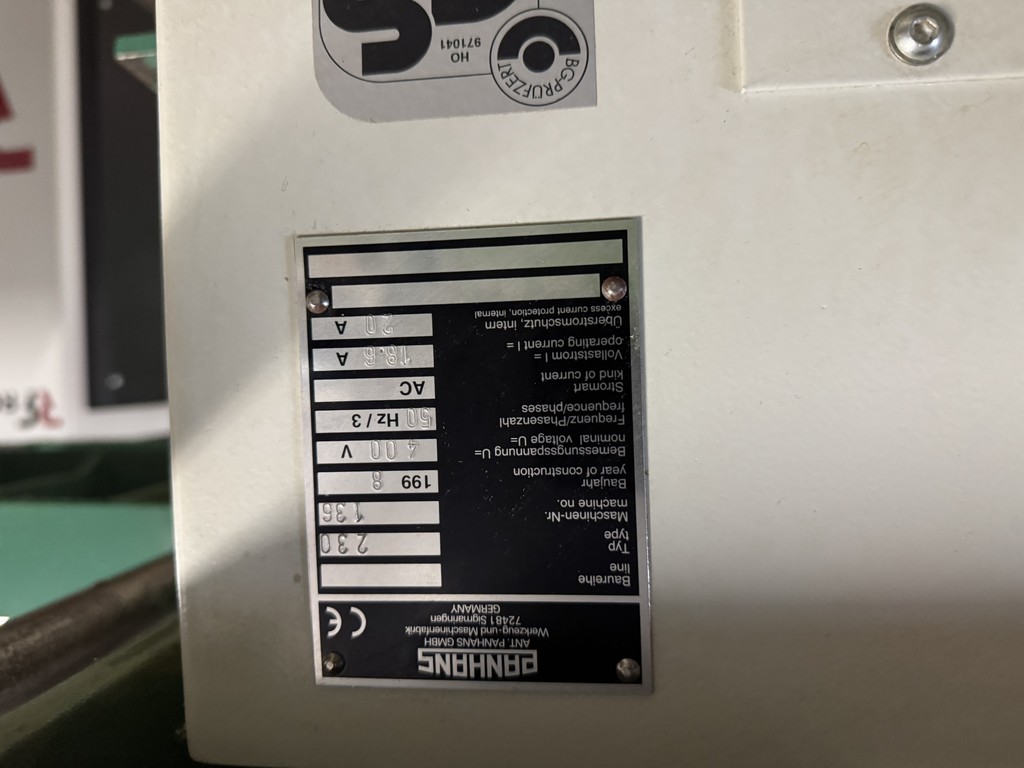 PANHANS
ANT. PANHANS GMBH
Werkzeug-und Maschinenfabrik
72481 Sigmaringen
GERMANY
CE
Baureihe
line
Typ 230
type
Maschinen-Nr. 136
machine no.
Baujahr 199 8
year of construction
Bemessungsspannung U= 400 V
nominal voltage U=
Frequenz/Phasenzahl 50 Hz / 3
frequence/phases
Stromart AC
kind of current
Vollaststrom I = 18.6 A
operating current I =
Überstromschutz, intern 20 A
excess current protection, internal
BG-PRÜFZERT
HO
971041